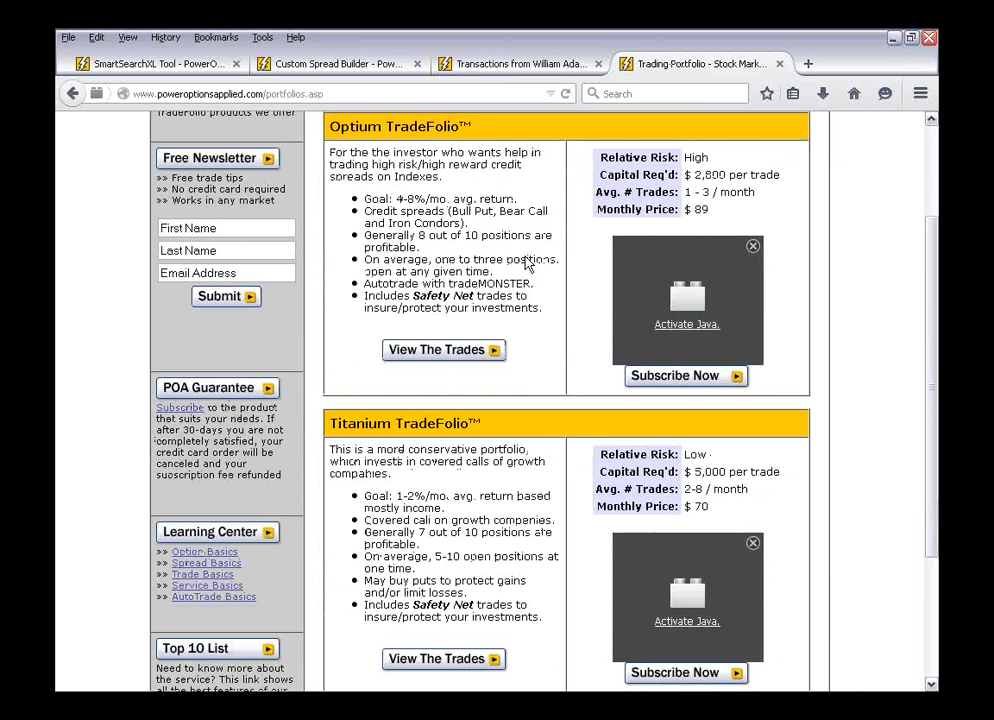 File Edit View History Bookmarks Tools Help
SmartSearchXL Tool - PowerO...
Custom Spread Builder - Pow...
Transactions from William Ada...
Trading Portfolio - Stock Mark...
www.poweroptionsapplied.com/portfolios.asp
Search
TradeFolio products we offer
Free Newsletter
»» Free trade tips
»» No credit card required
»» Works in any market
First Name
Last Name
Email Address
Submit
POA Guarantee
Subscribe to the product
that suits your needs. If
after 30-days you are not
completely satisfied, your
credit card order will be
canceled and your
suoscription fee refunded
Learning Center
»» Option Basics
»» Spread Basics
»» Trade Basics
»» Service Basics
»» AutoTrade Basics
Top 10 List
Need to know more about
the service? This link shows
all the best features of our
Optium TradeFolio™
For the the investor who wants help in
trading high risk/high reward credit
spreads on Indexes.
• Goal: 4-8%/mo. avg. return.
• Credit spreads (Bull Put, Bear Call
and Iron Condors).
• Generally 8 out of 10 positions are
profitable.
• On average, one to three positions.
open at any given time.
• Autotrade with tradeMONSTER.
• Includes Safety Net trades to
insure/protect your investments.
View The Trades
Relative Risk: High
Capital Req'd: $ 2,800 per trade
Avg. # Trades: 1 - 3 / month
Monthly Price: $ 89
Activate Java.
Subscribe Now
Titanium TradeFolio™
This is a more conservative portfolio,
which invests in covered calls of growth
companies.
• Goal: 1-2%/mo. avg. return based
mostly income.
• Covered call on growth companies.
• Generally 7 out of 10 positions are
profitable.
• On average, 5-10 open positions at
one time.
• May buy puts to protect gains
and/or limit losses.
• Includes Safety Net trades to
insure/protect your investments.
View The Trades
Relative Risk: Low
Capital Req'd: $ 5,000 per trade
Avg. # Trades: 2-8 / month
Monthly Price: $ 70
Activate Java.
Subscribe Now